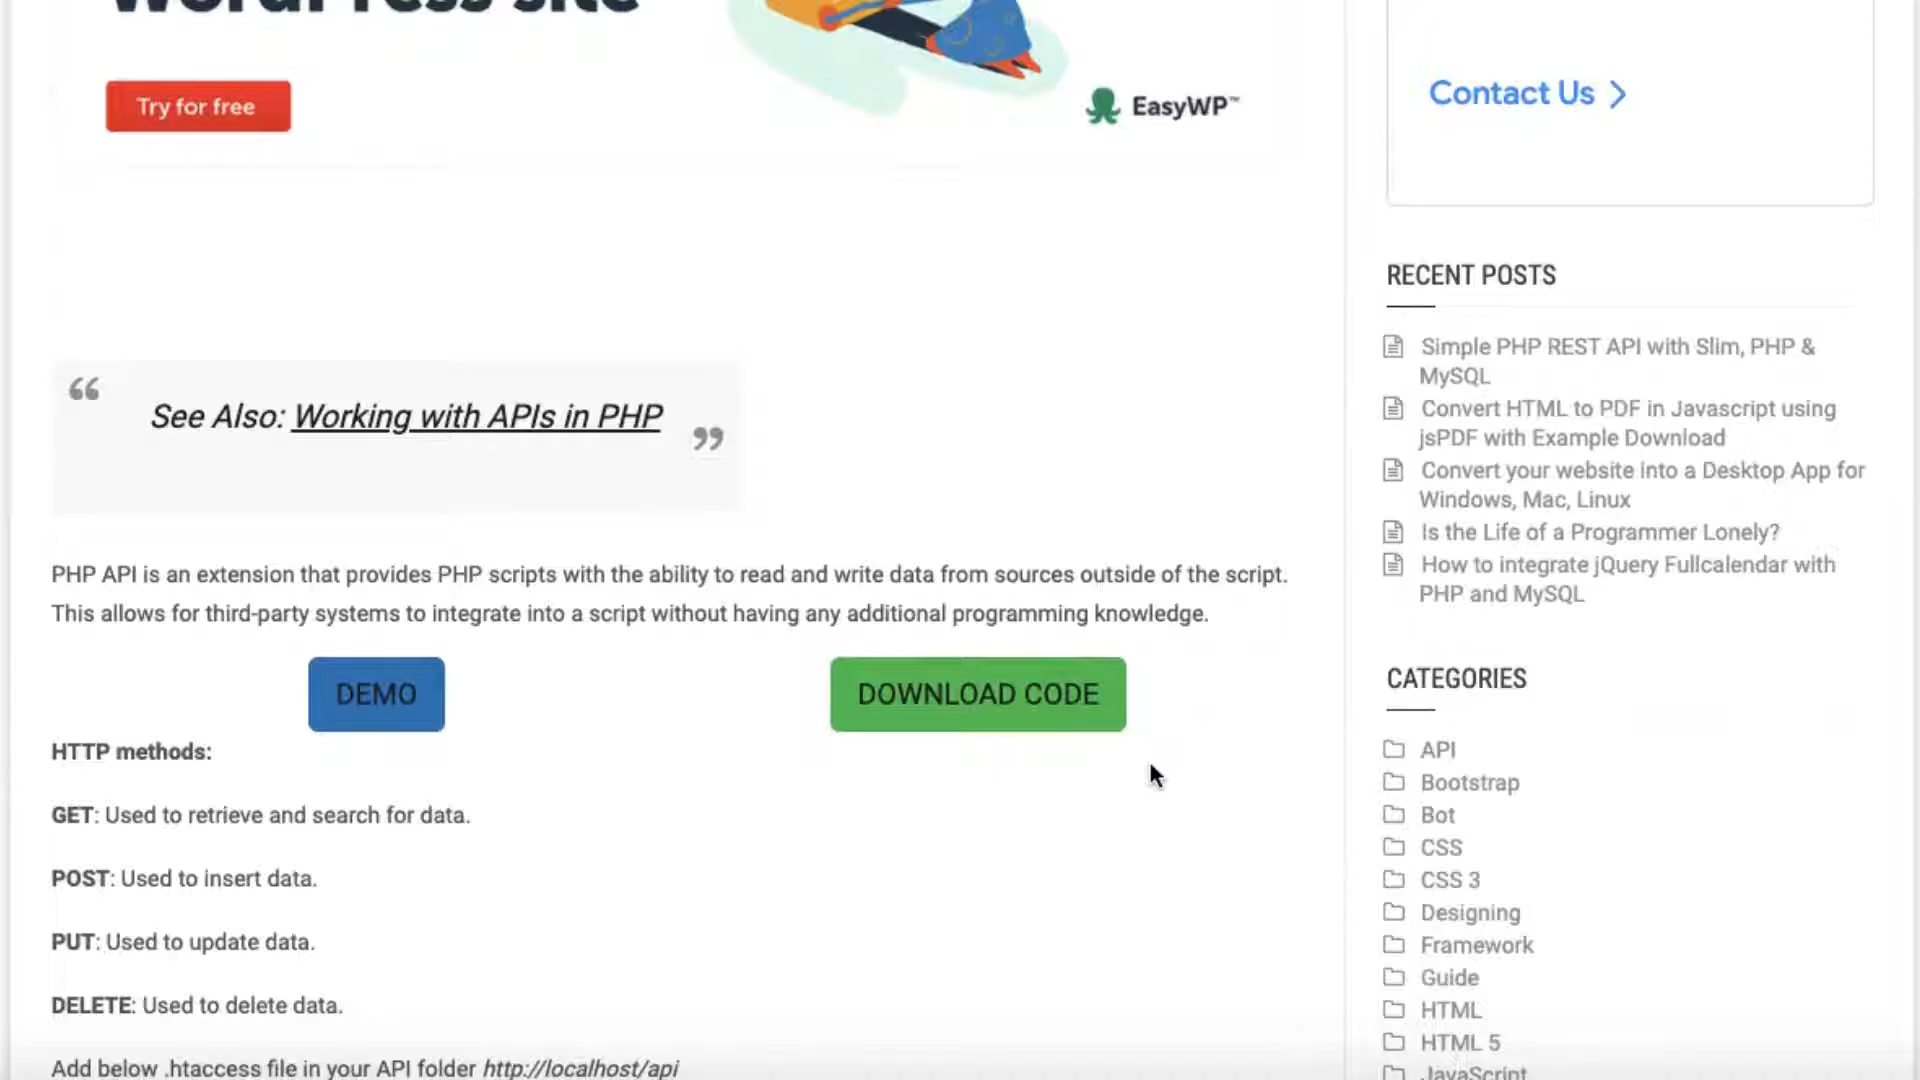 WordPress site
Try for free
EasyWP™
“
See Also: Working with APIs in PHP
”
PHP API is an extension that provides PHP scripts with the ability to read and write data from sources outside of the script.
This allows for third-party systems to integrate into a script without having any additional programming knowledge.
DEMO
DOWNLOAD CODE
HTTP methods:
GET: Used to retrieve and search for data.
POST: Used to insert data.
PUT: Used to update data.
DELETE: Used to delete data.
Add below .htaccess file in your API folder http://localhost/api
Contact Us
RECENT POSTS
Simple PHP REST API with Slim, PHP &
MySQL
Convert HTML to PDF in Javascript using
jsPDF with Example Download
Convert your website into a Desktop App for
Windows, Mac, Linux
Is the Life of a Programmer Lonely?
How to integrate jQuery Fullcalendar with
PHP and MySQL
CATEGORIES
API
Bootstrap
Bot
CSS
CSS 3
Designing
Framework
Guide
HTML
HTML 5
JavaScript